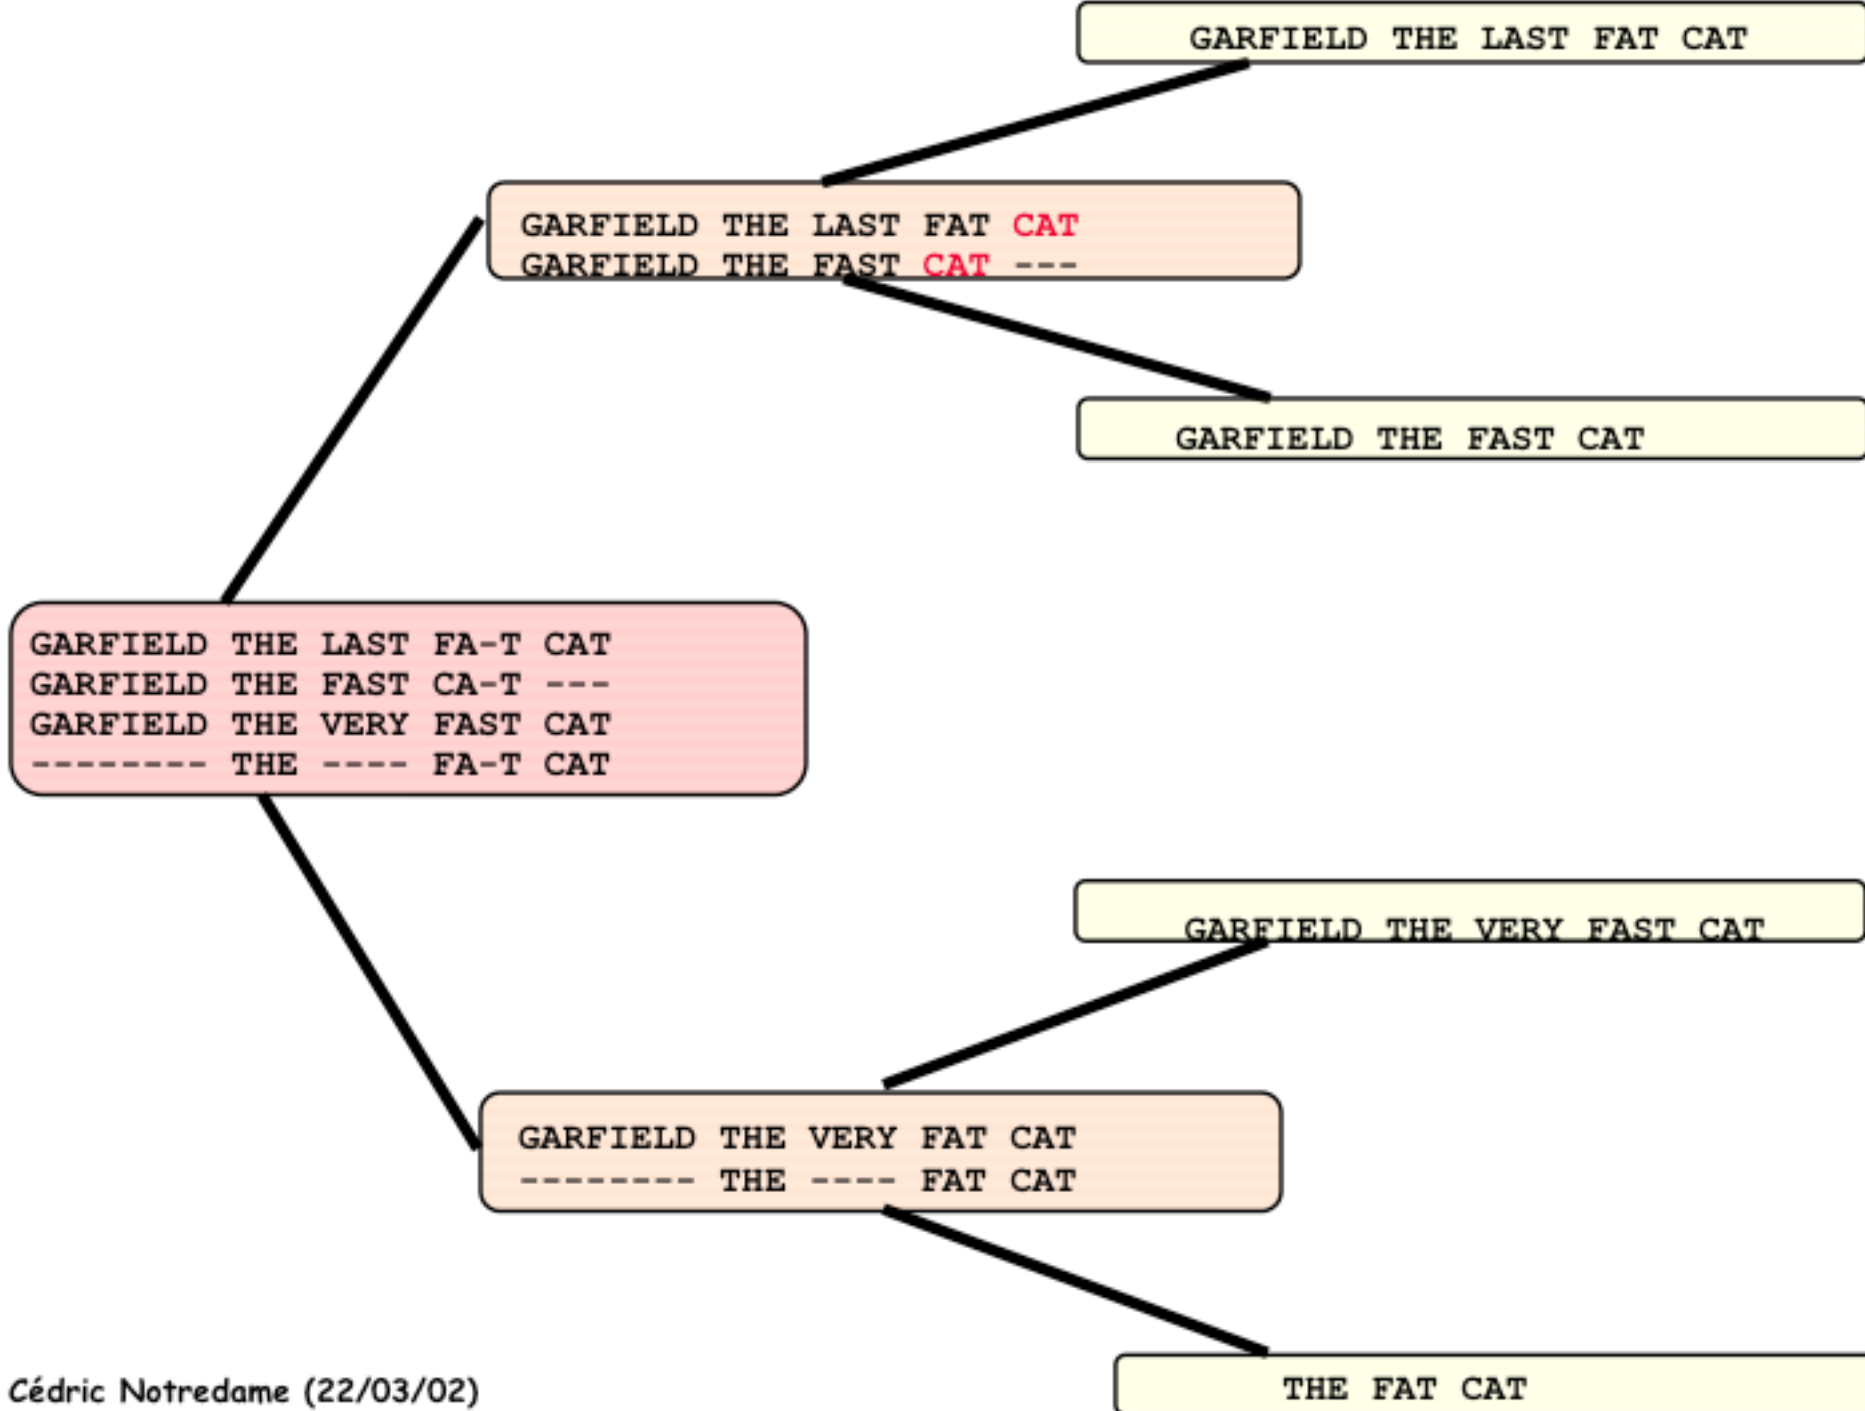 GARFIELD THE LAST FAT CAT
GARFIELD THE LAST FAT CAT
GARFIELD THE FAST CAT ---
GARFIELD THE FAST CAT
GARFIELD THE LAST FA-T CAT
GARFIELD THE FAST CA-T ---
GARFIELD THE VERY FAST CAT
-------- THE ---- FA-T CAT
GARFIELD THE VERY FAST CAT
GARFIELD THE VERY FAT CAT
-------- THE ---- FAT CAT
THE FAT CAT
Cédric Notredame (22/03/02)